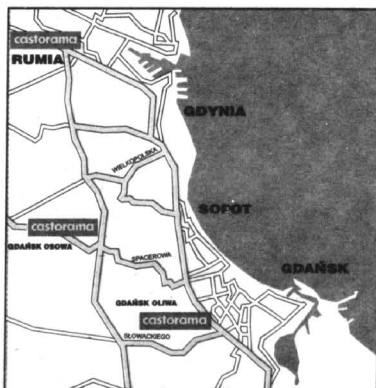 castorama
RUMIA
GDYNIA
WIELKOPOLSKA
SOPOT
castorama
GDAŃSK OSOWA
SPACEROWA
GDAŃSK
GDAŃSK OLIWA
castorama
SŁOWACKIEGO